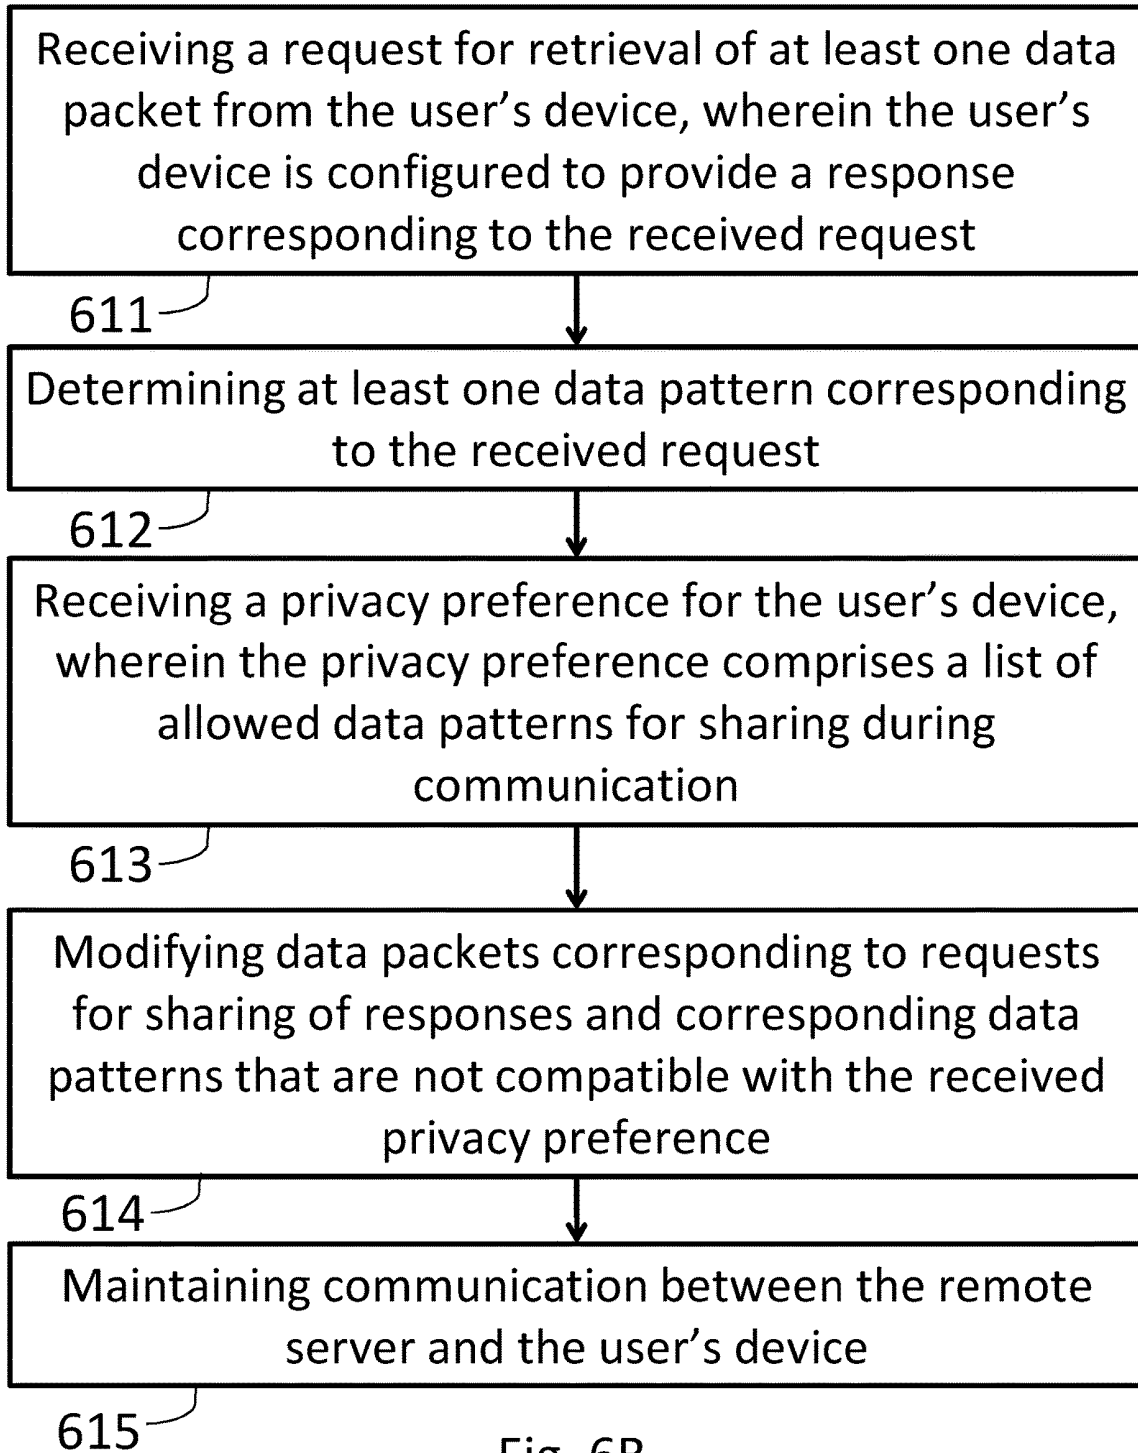 Receiving a request for retrieval of at least one data
packet from the user's device, wherein the user's
device is configured to provide a response
corresponding to the received request
611
Determining at least one data pattern corresponding
to the received request
612
Receiving a privacy preference for the user's device,
wherein the privacy preference comprises a list of
allowed data patterns for sharing during
communication
613
Modifying data packets corresponding to requests
for sharing of responses and corresponding data
patterns that are not compatible with the received
privacy preference
614
Maintaining communication between the remote
server and the user's device
615
Fig. 6B